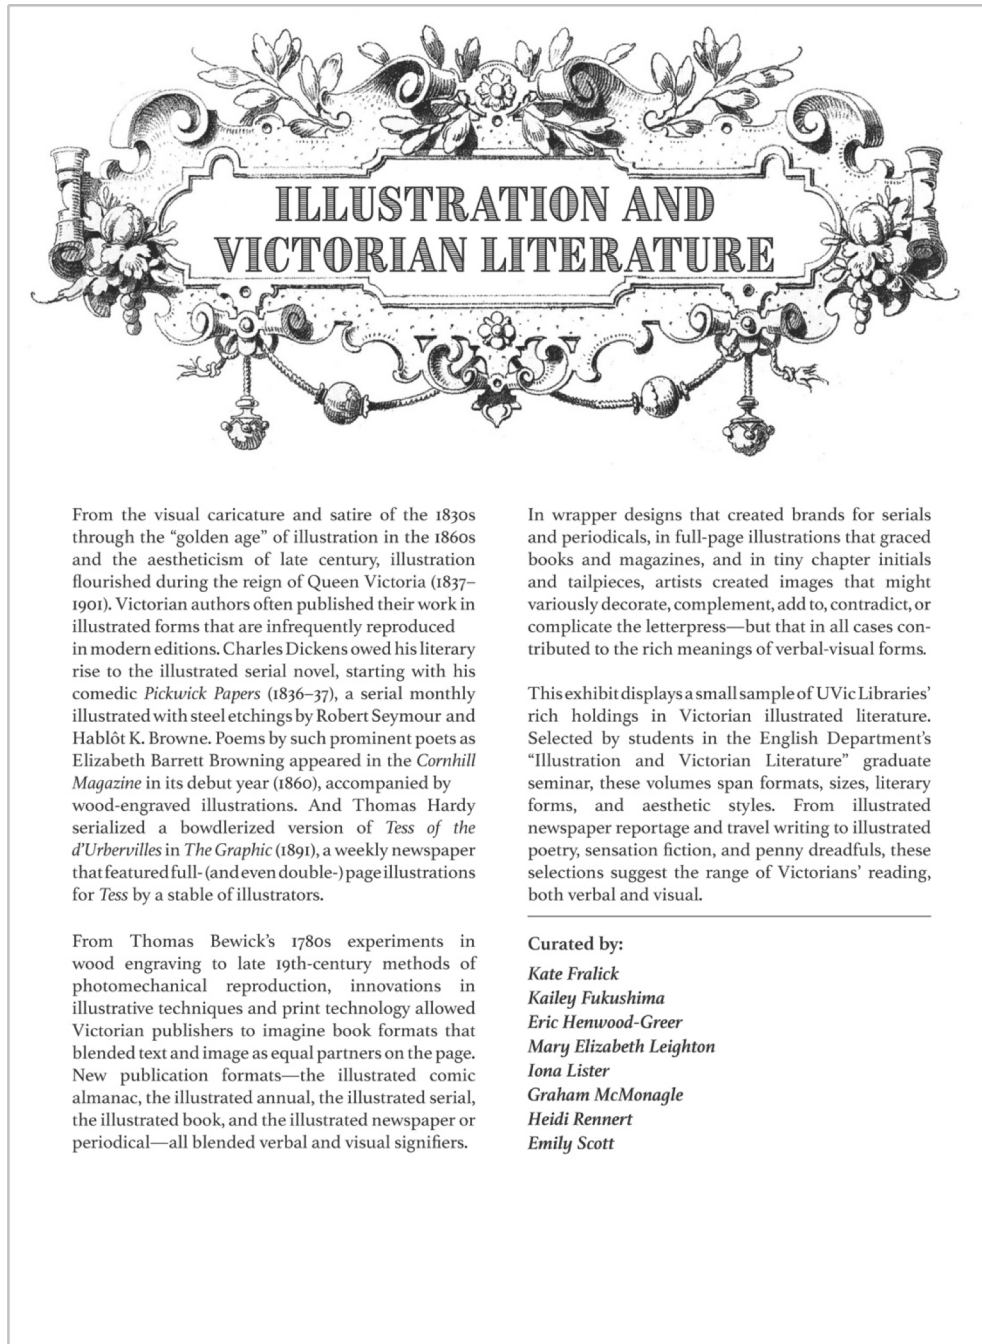 ILLUSTRATION AND
VICTORIAN LITERATURE
From the visual caricature and satire of the 1830s
through the “golden age” of illustration in the 1860s
and the aestheticism of late century, illustration
flourished during the reign of Queen Victoria (1837–
1901). Victorian authors often published their work in
illustrated forms that are infrequently reproduced
in modern editions. Charles Dickens owed his literary
rise to the illustrated serial novel, starting with his
comedic Pickwick Papers (1836–37), a serial monthly
illustrated with steel etchings by Robert Seymour and
Hablôt K. Browne. Poems by such prominent poets as
Elizabeth Barrett Browning appeared in the Cornhill
Magazine in its debut year (1860), accompanied by
wood-engraved illustrations. And Thomas Hardy
serialized a bowdlerized version of Tess of the
d’Urbervilles in The Graphic (1891), a weekly newspaper
that featured full- (and even double-) page illustrations
for Tess by a stable of illustrators.
From Thomas Bewick’s 1780s experiments in
wood engraving to late 19th-century methods of
photomechanical reproduction, innovations in
illustrative techniques and print technology allowed
Victorian publishers to imagine book formats that
blended text and image as equal partners on the page.
New publication formats—the illustrated comic
almanac, the illustrated annual, the illustrated serial,
the illustrated book, and the illustrated newspaper or
periodical—all blended verbal and visual signifiers.
In wrapper designs that created brands for serials
and periodicals, in full-page illustrations that graced
books and magazines, and in tiny chapter initials
and tailpieces, artists created images that might
variously decorate, complement, add to, contradict, or
complicate the letterpress—but that in all cases con-
tributed to the rich meanings of verbal-visual forms.
This exhibit displays a small sample of UVic Libraries’
rich holdings in Victorian illustrated literature.
Selected by students in the English Department’s
“Illustration and Victorian Literature” graduate
seminar, these volumes span formats, sizes, literary
forms, and aesthetic styles. From illustrated
newspaper reportage and travel writing to illustrated
poetry, sensation fiction, and penny dreadfuls, these
selections suggest the range of Victorians’ reading,
both verbal and visual.
Curated by:
Kate Fralick
Kailey Fukushima
Eric Henwood-Greer
Mary Elizabeth Leighton
Iona Lister
Graham McMonagle
Heidi Rennert
Emily Scott